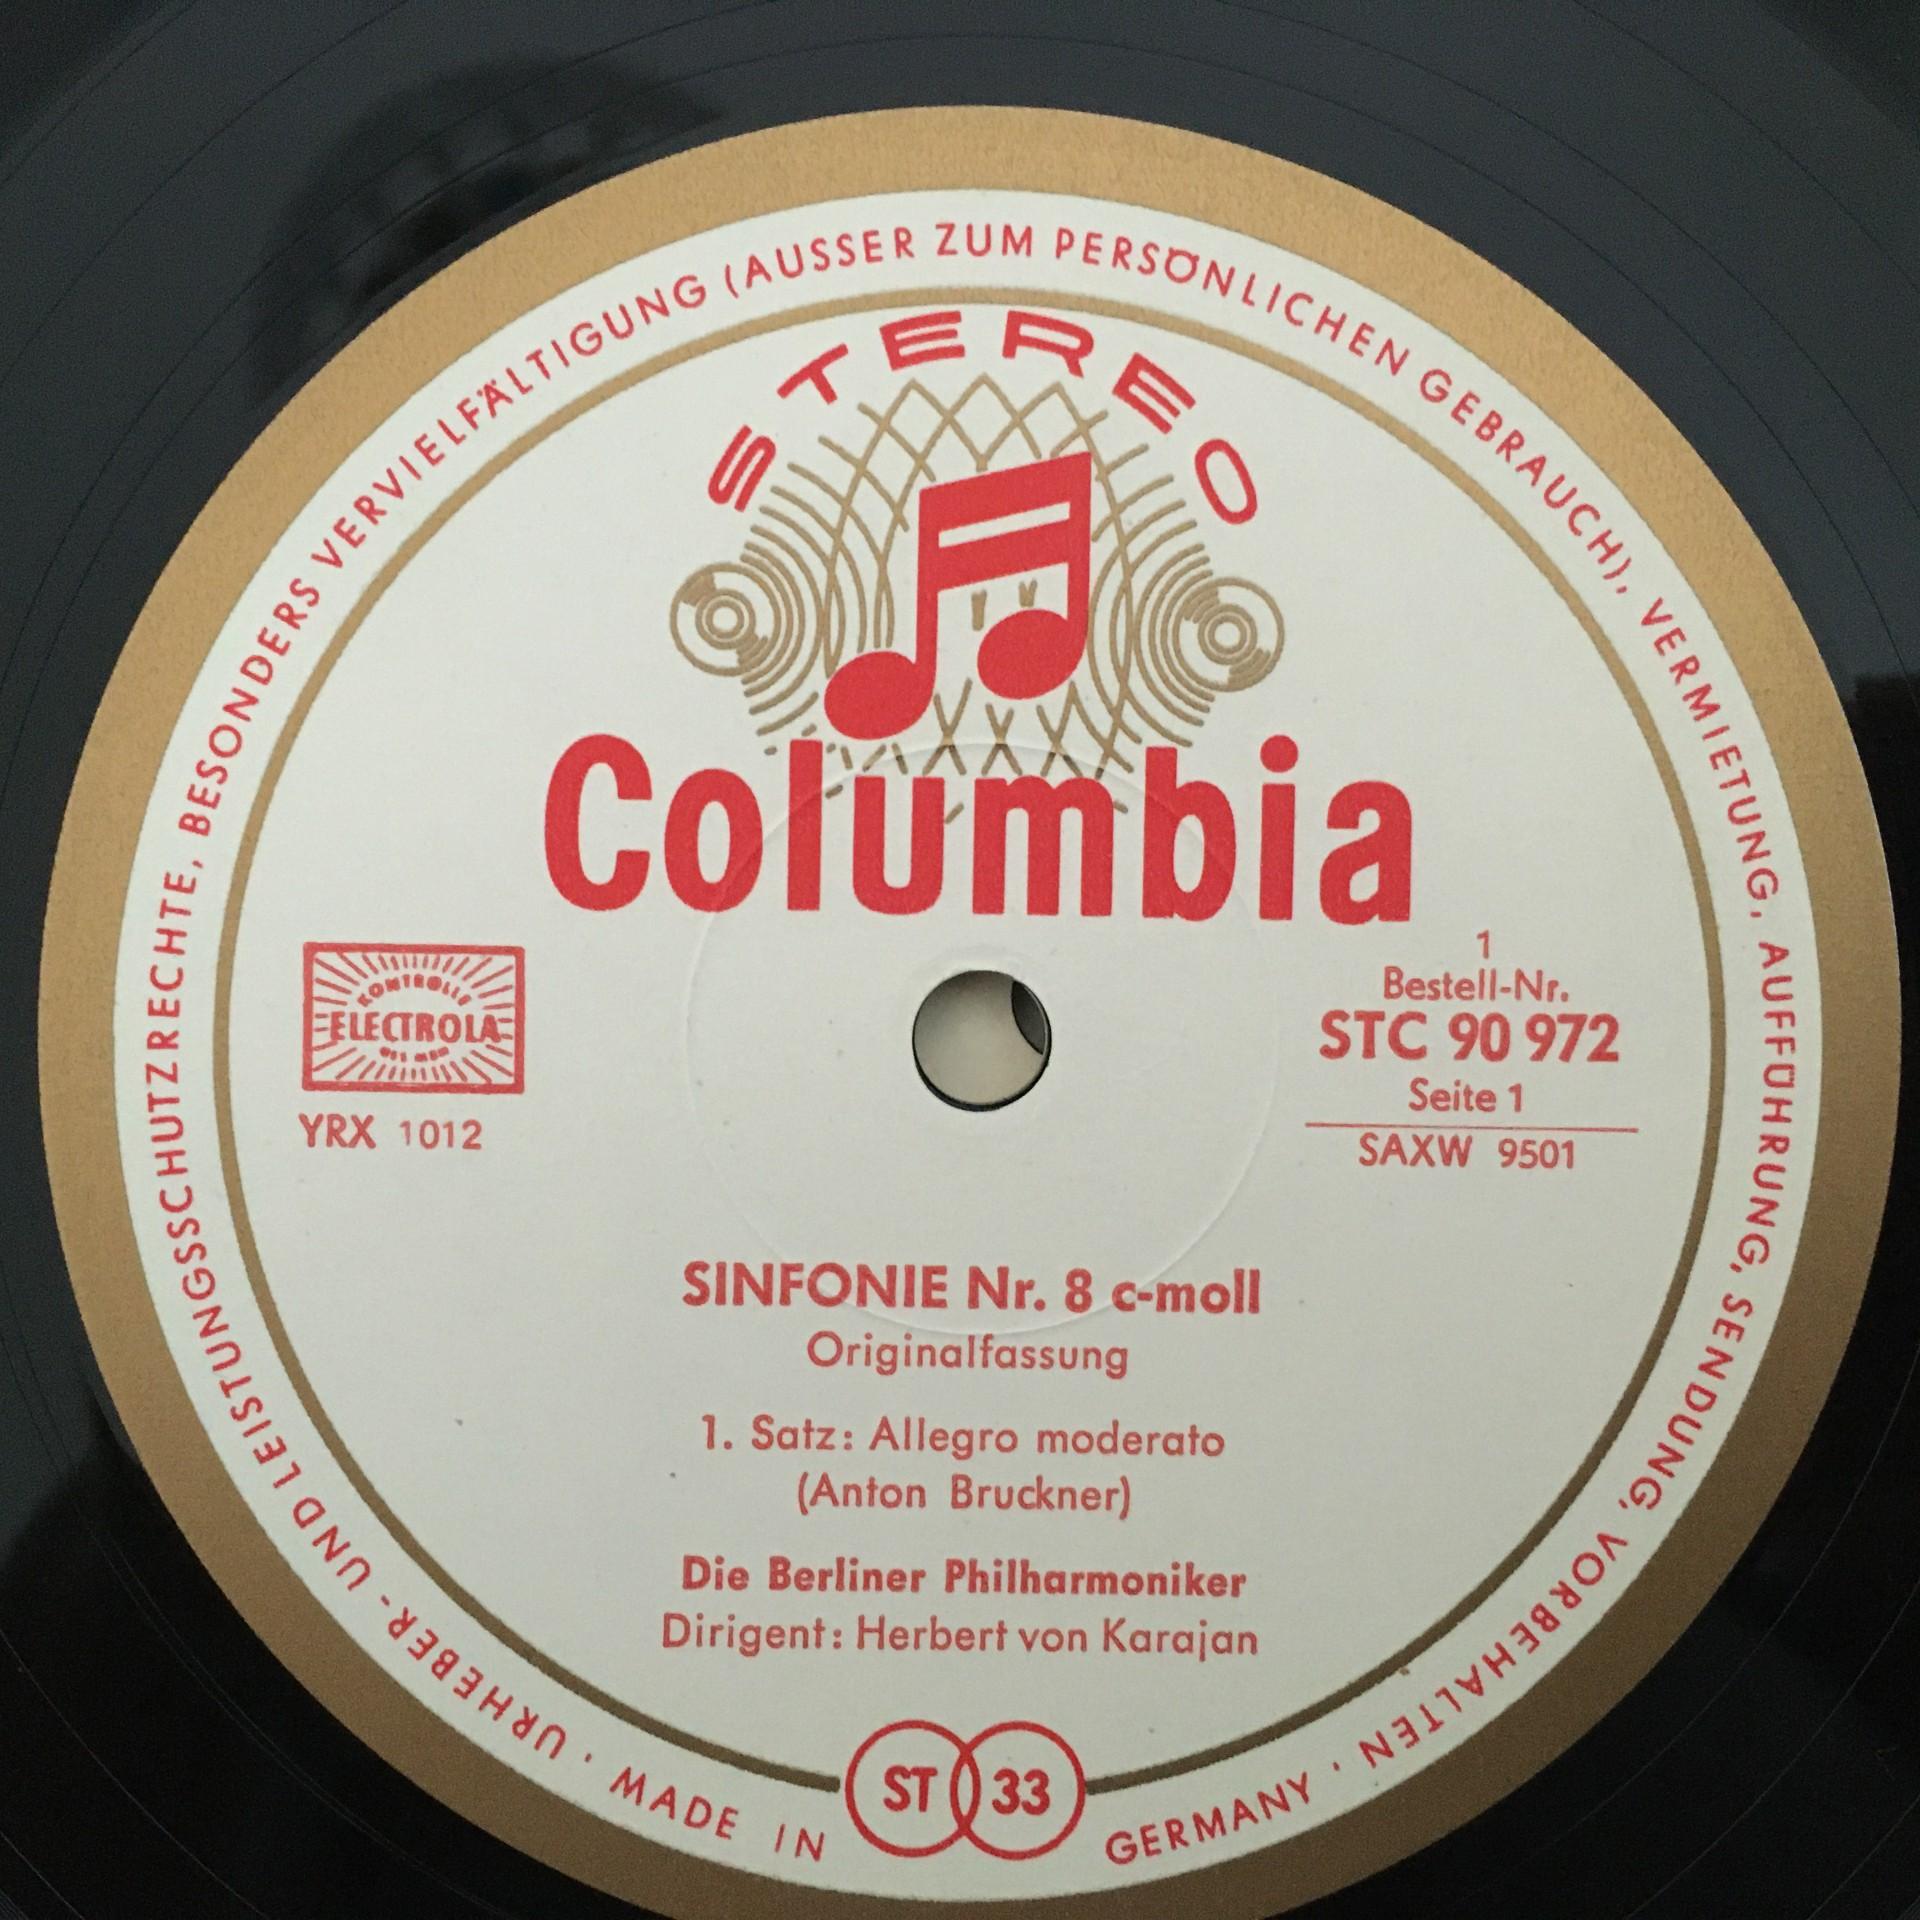 URHEBER- UND LEISTUNGSSCHUTZRECHTE, BESONDERS VERVIELFÄLTIGUNG (AUSSER ZUM PERSÖNLICHEN GEBRAUCH), VERMIETUNG, AUFFÜHRUNG, SENDUNG, VORBEHALTEN ·
STEREO
Columbia
KONTROLLE
ELECTROLA
YRX 1012
1
Bestell-Nr.
STC 90 972
Seite 1
SAXW 9501
SINFONIE Nr. 8 c-moll
Originalfassung
1. Satz: Allegro moderato
(Anton Bruckner)
Die Berliner Philharmoniker
Dirigent: Herbert von Karajan
ST 33
· MADE IN GERMANY